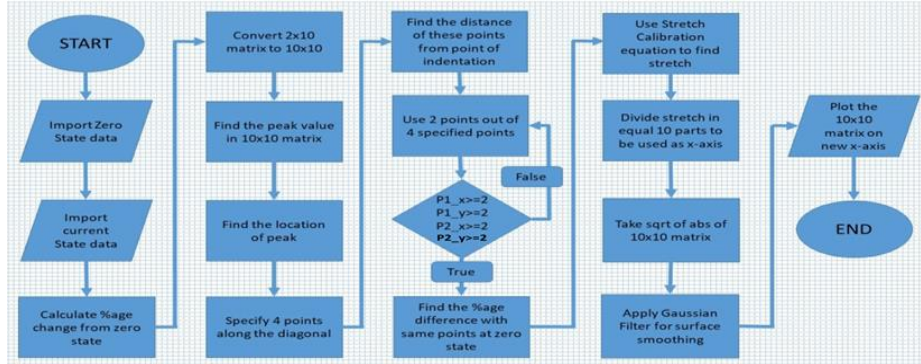 START
Import Zero
State data
Import
current
State data
Calculate %age
change from zero
state
Convert 2x10
matrix to 10x10
Find the peak value
in 10x10 matrix
Find the location
of peak
Specify 4 points
along the diagonal
Find the distance
of these points
from point of
indentation
Use 2 points out of
4 specified points
False
P1_x>=2
P1_y>=2
P2_x>=2
P2_y>=2
True
Find the %age
difference with
same points at zero
state
Use Stretch
Calibration
equation to find
stretch
Divide stretch in
equal 10 parts to
be used as x-axis
Take sqrt of abs of
10x10 matrix
Apply Gaussian
Filter for surface
smoothing
Plot the
10x10
matrix on
new x-axis
END